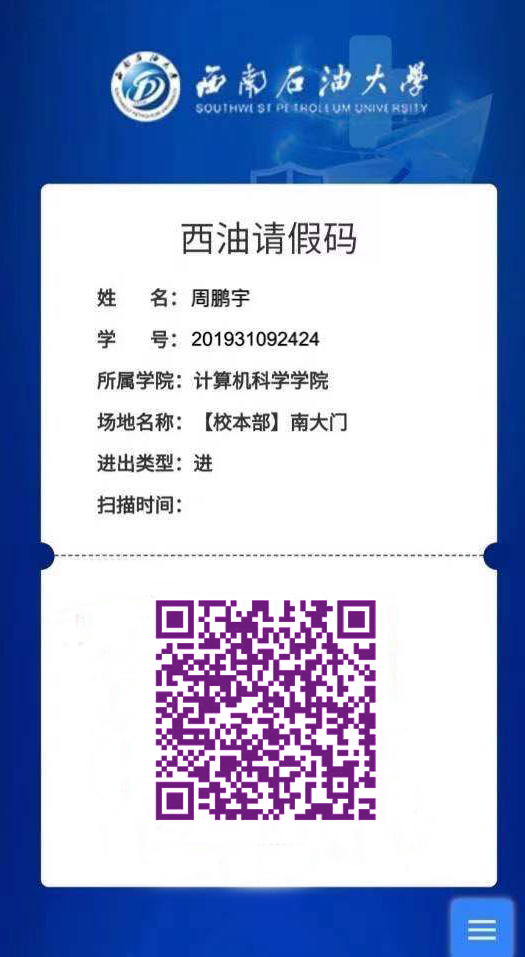 西南石油大學
SOUTHWEST PETROLEUM UNIVERSITY
西油请假码
姓 名：周鹏宇
学 号：201931092424
所属学院：计算机科学学院
场地名称：【校本部】南大门
进出类型：进
扫描时间：